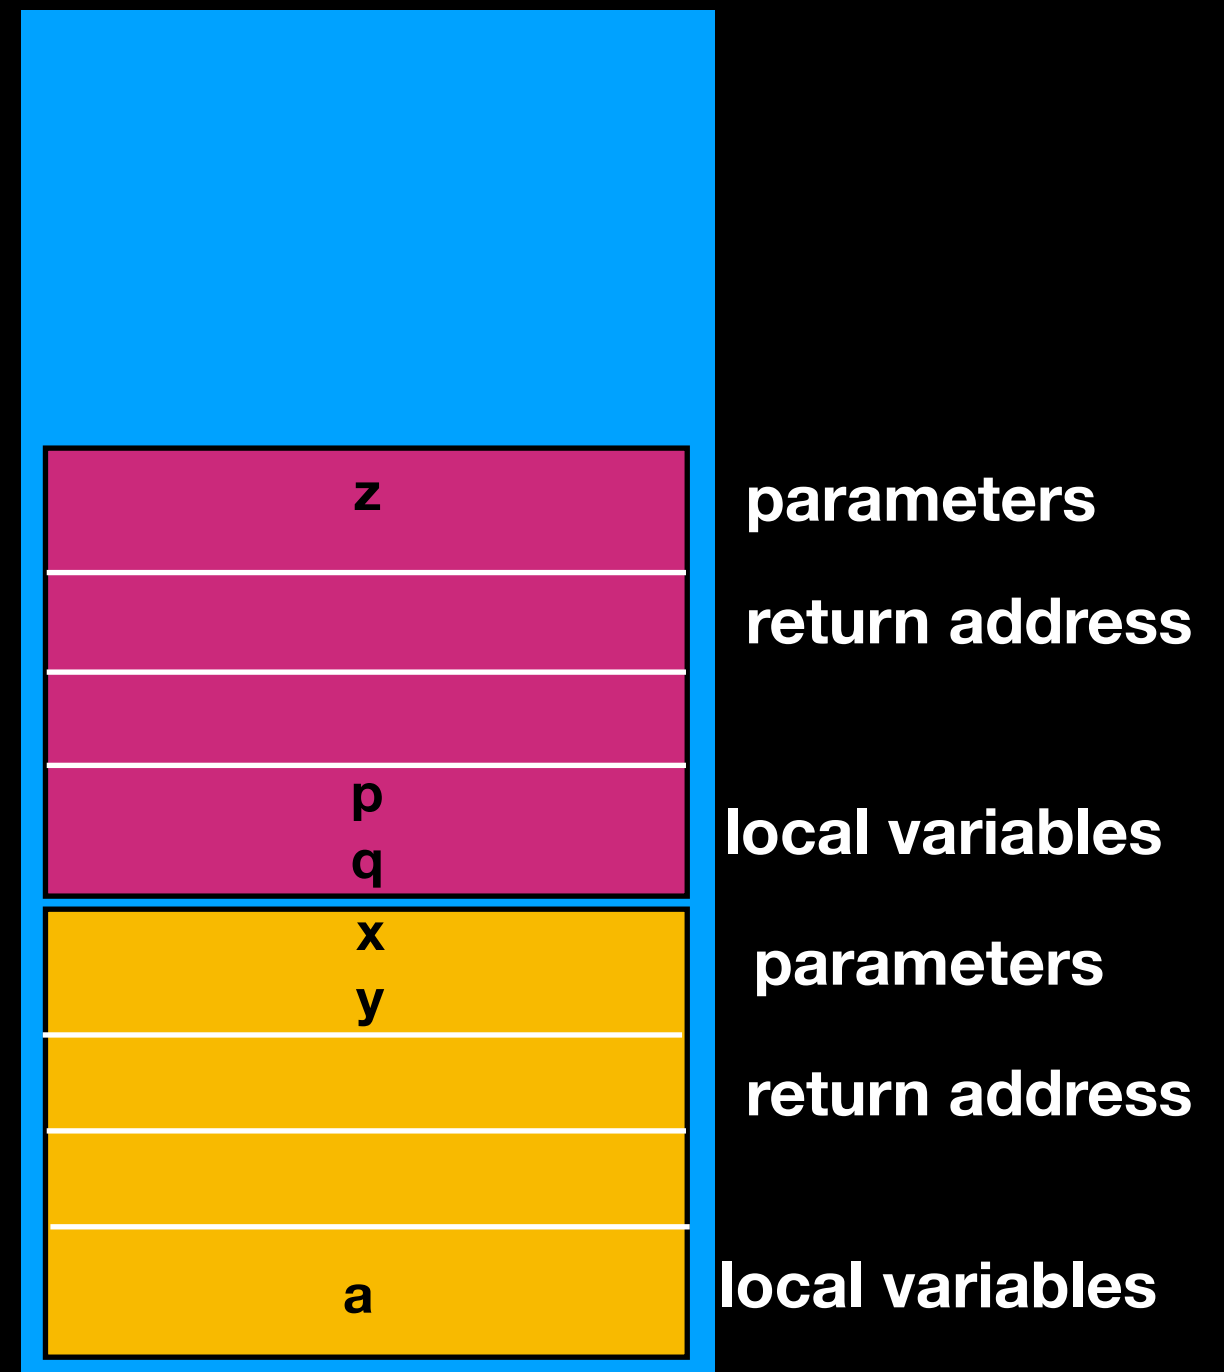 z
parameters
return address
p
local variables
q
x
parameters
y
return address
a
local variables